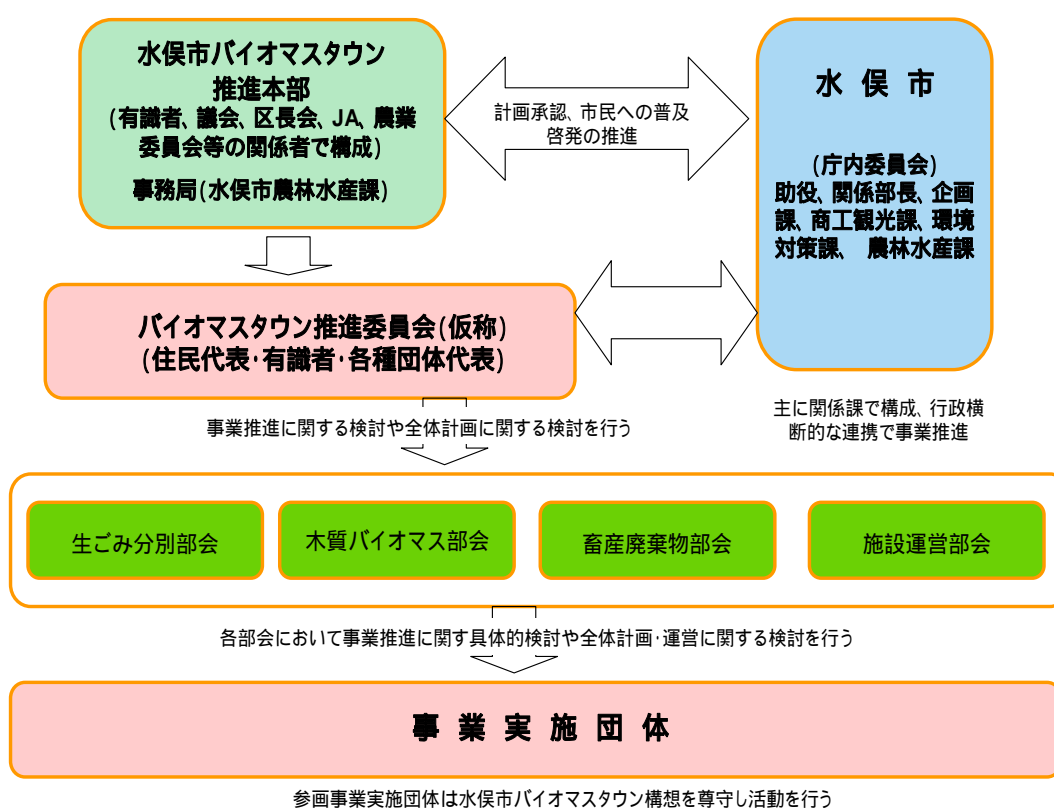 水俣市バイオマスタウン
推進本部
(有識者、議会、区長会、JA、農業
委員会等の関係者で構成)
事務局(水俣市農林水産課)
計画承認、市民への普及
啓発の推進
水 俣 市
(庁内委員会)
助役、関係部長、企画
課、商工観光課、環境
対策課、 農林水産課
バイオマスタウン推進委員会(仮称)
(住民代表・有識者・各種団体代表)
主に関係課で構成、行政横
断的な連携で事業推進
事業推進に関する検討や全体計画に関する検討を行う
生ごみ分別部会
木質バイオマス部会
畜産廃棄物部会
施設運営部会
各部会において事業推進に関す具体的検討や全体計画・運営に関する検討を行う
事 業 実 施 団 体
参画事業実施団体は水俣市バイオマスタウン構想を尊守し活動を行う